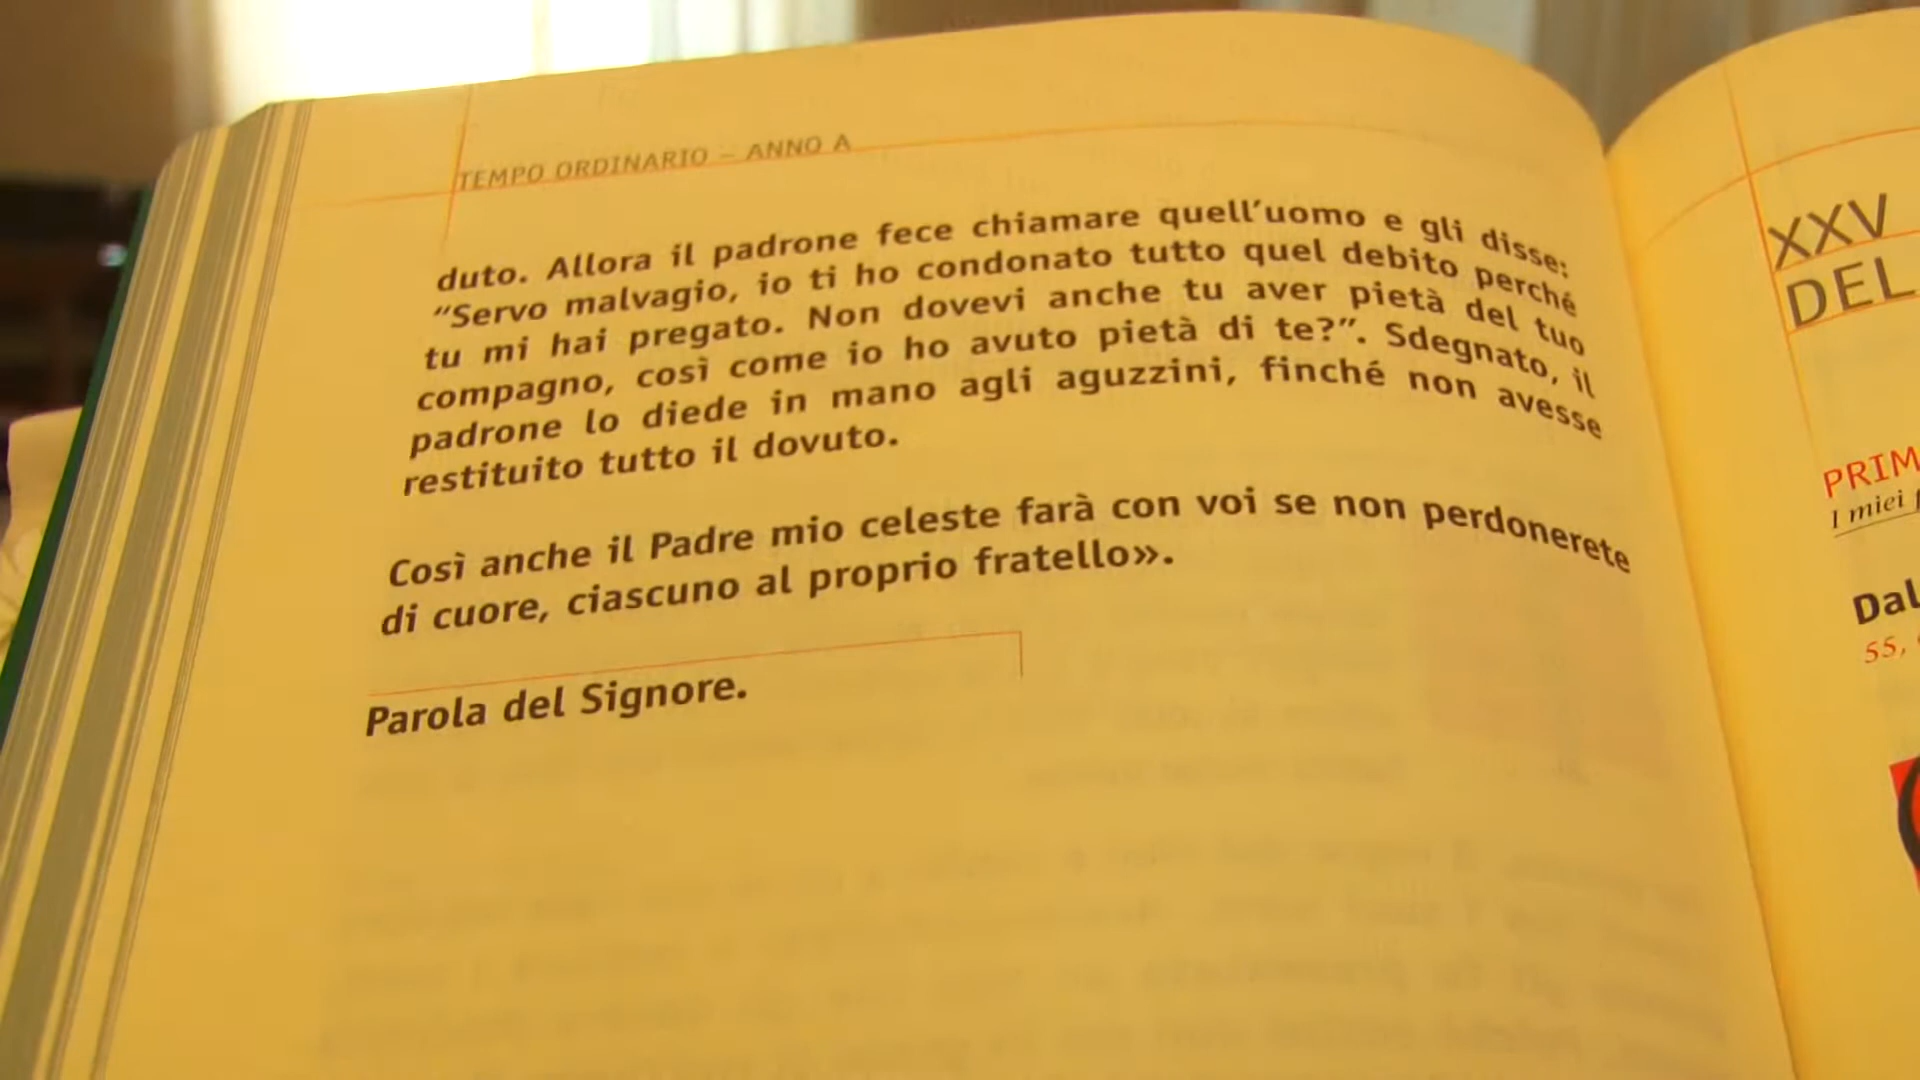 TEMPO ORDINARIO – ANNO A
duto. Allora il padrone fece chiamare quell'uomo e gli disse:
“Servo malvagio, io ti ho condonato tutto quel debito perché
tu mi hai pregato. Non dovevi anche tu aver pietà del tuo
compagno, così come io ho avuto pietà di te?”. Sdegnato, il
padrone lo diede in mano agli aguzzini, finché non avesse
restituito tutto il dovuto.
Così anche il Padre mio celeste farà con voi se non perdonerete
di cuore, ciascuno al proprio fratello».
Parola del Signore.
XXV
DEL
PRIM
I miei
Dal
55,